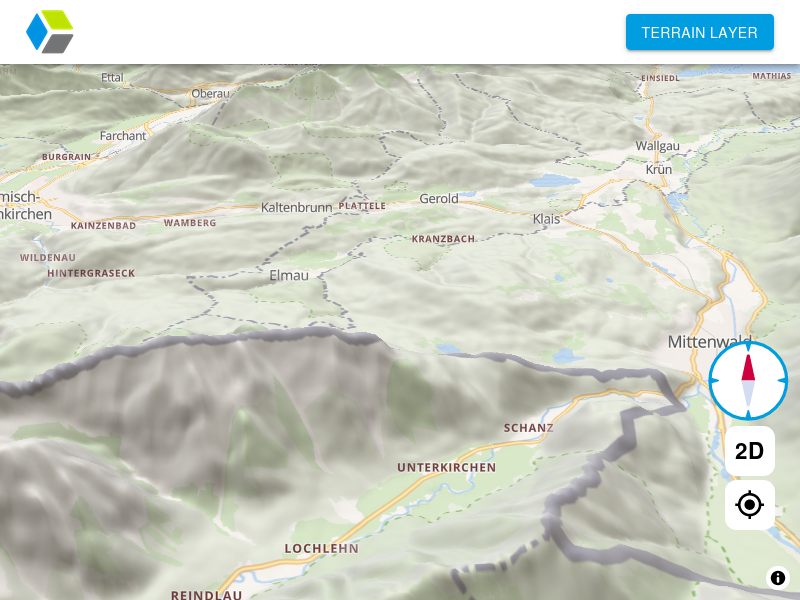 TERRAIN LAYER
Ettal
EINSIEDL
MATHIAS
Oberau
Farchant
BURGRAIN
Wallgau
Krün
misch-
nkirchen
Kaltenbrunn
PLATTELE
Gerold
Klais
KAINZENBAD
WAMBERG
KRANZBACH
WILDENAU
HINTERGRASECK
Elmau
Mittenwald
SCHANZ
2D
UNTERKIRCHEN
LOCHLEHN
REINDLAU